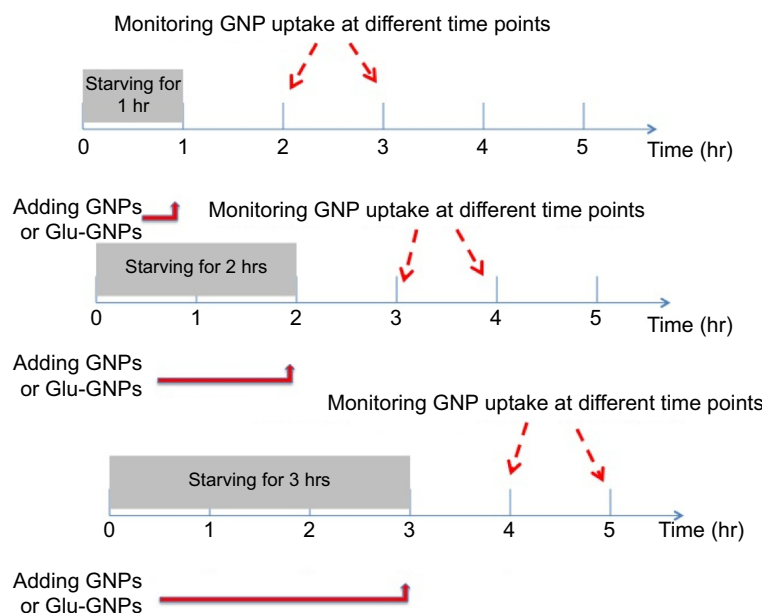 Monitoring GNP uptake at different time points
Starving for
1 hr
0 1 2 3 4 5
Time (hr)
Adding GNPs
or Glu-GNPs
Monitoring GNP uptake at different time points
Starving for 2 hrs
0 1 2 3 4 5
Time (hr)
Adding GNPs
or Glu-GNPs
Monitoring GNP uptake at different time points
Starving for 3 hrs
0 1 2 3 4 5
Time (hr)
Adding GNPs
or Glu-GNPs